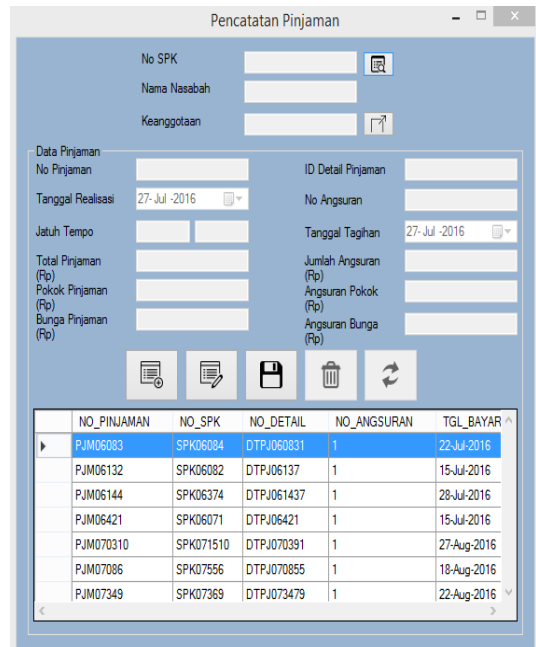 Pencatatan Pinjaman
No SPK
Nama Nasabah
Keanggotaan
Data Pinjaman
No Pinjaman
ID Detail Pinjaman
Tanggal Realisasi 27- Jul -2016
No Angsuran
Jatuh Tempo
Tanggal Tagihan 27- Jul -2016
Total Pinjaman
(Rp)
Jumlah Angsuran
(Rp)
Pokok Pinjaman
(Rp)
Angsuran Pokok
(Rp)
Bunga Pinjaman
(Rp)
Angsuran Bunga
(Rp)
NO_PINJAMAN NO_SPK NO_DETAIL NO_ANGSURAN TGL_BAYAR
PJM06083 SPK06084 DTPJ060831 1 22-Jul-2016
PJM06132 SPK06082 DTPJ06137 1 15-Jul-2016
PJM06144 SPK06374 DTPJ061437 1 28-Jul-2016
PJM06421 SPK06071 DTPJ06421 1 15-Jul-2016
PJM070310 SPK071510 DTPJ070391 1 27-Aug-2016
PJM07086 SPK07556 DTPJ070855 1 18-Aug-2016
PJM07349 SPK07369 DTPJ073479 1 22-Aug-2016